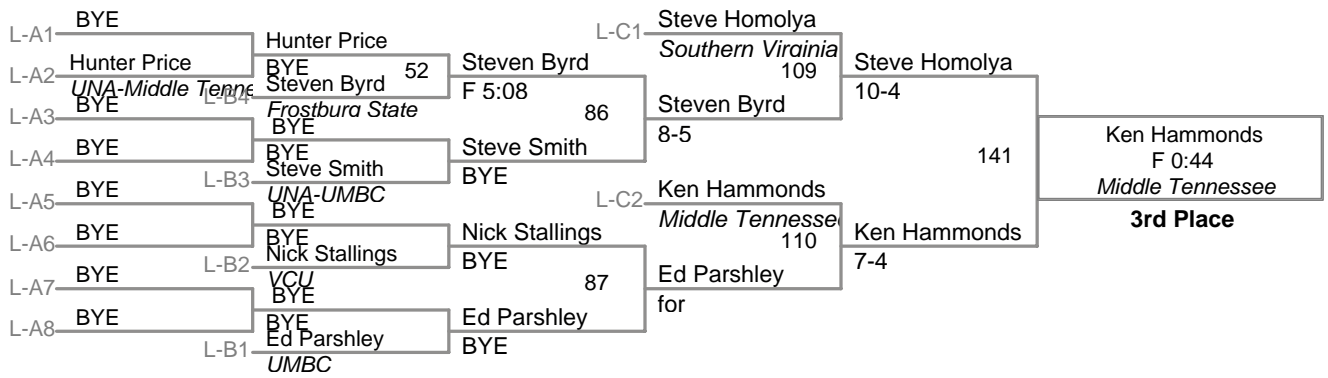 L-A1 BYE
L-A2 Hunter Price
UNA-Middle Tenne
L-A3 BYE
L-A4 BYE
L-A5 BYE
L-A6 BYE
L-A7 BYE
L-A8 BYE
Hunter Price
BYE
52
L-B4 Steven Byrd
Frostburg State
BYE
BYE
L-B3 Steve Smith
UNA-UMBC
BYE
BYE
L-B2 Nick Stallings
VCU
BYE
BYE
L-B1 Ed Parshley
UMBC
Steven Byrd
F 5:08
86
Steve Smith
BYE
Nick Stallings
BYE
87
Ed Parshley
BYE
L-C1 Steve Homolya
Southern Virginia
109
Steven Byrd
8-5
L-C2 Ken Hammonds
Middle Tennessee
110
Ed Parshley
for
Steve Homolya
10-4
141
Ken Hammonds
7-4
Ken Hammonds
F 0:44
Middle Tennessee
3rd Place